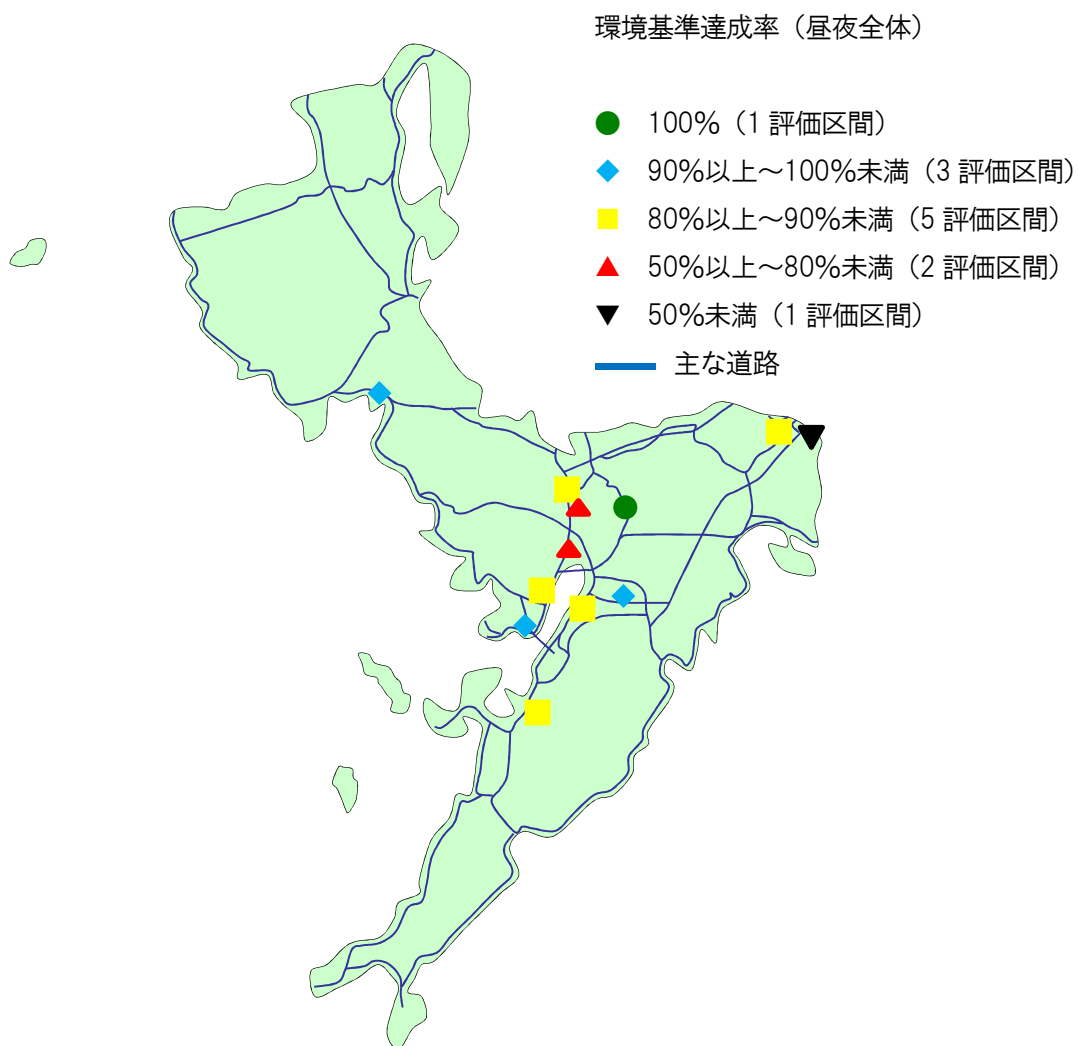 環境基準達成率（昼夜全体）
100％（1 評価区間）
90％以上～100％未満（3 評価区間）
80％以上～90％未満（5 評価区間）
50％以上～80％未満（2 評価区間）
50％未満（1 評価区間）
主な道路